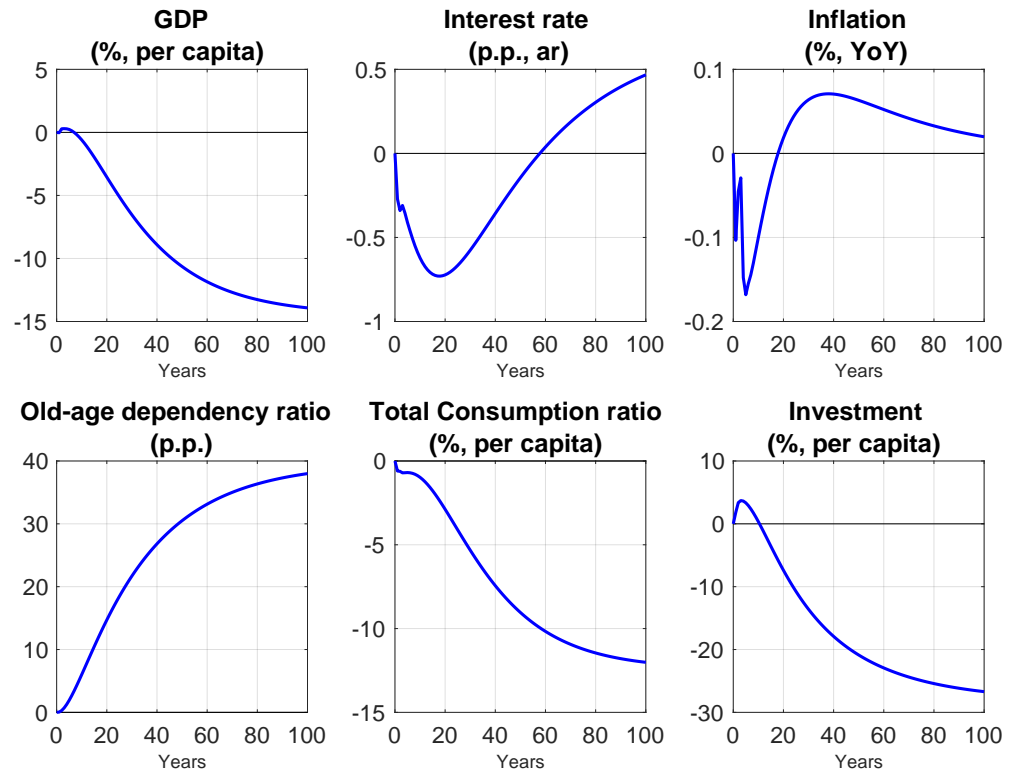 GDP
(%, per capita)
5
0
-5
-10
-15
0 20 40 60 80 100
Years
Interest rate
(p.p., ar)
0.5
0
-0.5
-1
0 20 40 60 80 100
Years
Inflation
(%, YoY)
0.1
0
-0.1
-0.2
0 20 40 60 80 100
Years
Old-age dependency ratio
(p.p.)
40
30
20
10
0
0 20 40 60 80 100
Years
Total Consumption ratio
(%, per capita)
0
-5
-10
-15
0 20 40 60 80 100
Years
Investment
(%, per capita)
10
0
-10
-20
-30
0 20 40 60 80 100
Years